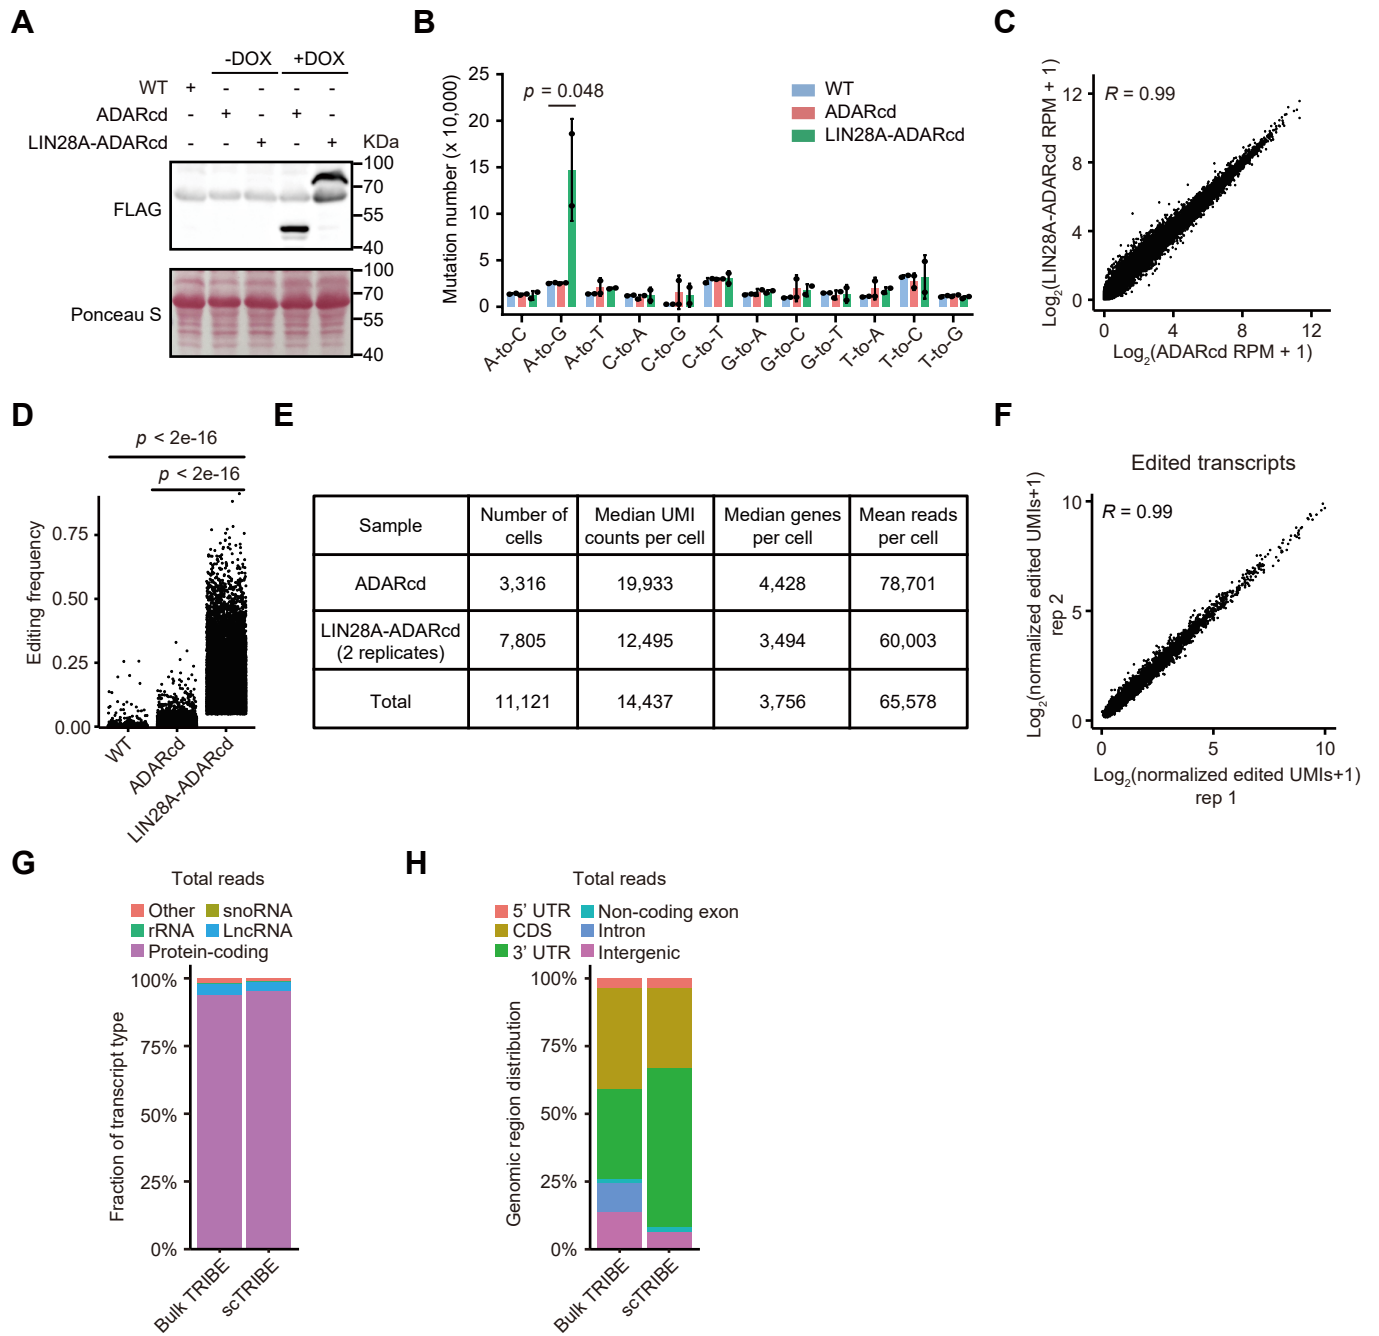 A
-DOX +DOX
WT + - - - -
ADARcd - + - + -
LIN28A-ADARcd - - + - + KDa
FLAG
100
70
55
40
Ponceau S
100
70
55
40
B
Mutation number (x 10,000)
25
20
15
10
5
0
p = 0.048
WT
ADARcd
LIN28A-ADARcd
A-to-C
A-to-G
A-to-T
C-to-A
C-to-G
C-to-T
G-to-A
G-to-C
G-to-T
T-to-A
T-to-C
T-to-G
C
Log2(LIN28A-ADARcd RPM + 1)
R = 0.99
12
8
4
0
0 4 8 12
Log2(ADARcd RPM + 1)
D
p < 2e-16
p < 2e-16
Editing frequency
0.75
0.50
0.25
0.00
WT
ADARcd
LIN28A-ADARcd
E
Sample
Number of
cells
Median UMI
counts per cell
Median genes
per cell
Mean reads
per cell
ADARcd 3,316 19,933 4,428 78,701
LIN28A-ADARcd
(2 replicates)
7,805 12,495 3,494 60,003
Total 11,121 14,437 3,756 65,578
F
Edited transcripts
Log2(normalized edited UMIs+1)
rep 2
R = 0.99
10
5
0
0 5 10
Log2(normalized edited UMIs+1)
rep 1
G
Total reads
Other snoRNA
rRNA LncRNA
Protein-coding
Fraction of transcript type
100%
75%
50%
25%
0%
Bulk TRIBE
scTRIBE
H
Total reads
5’ UTR Non-coding exon
CDS Intron
3’ UTR Intergenic
Genomic region distribution
100%
75%
50%
25%
0%
Bulk TRIBE
scTRIBE